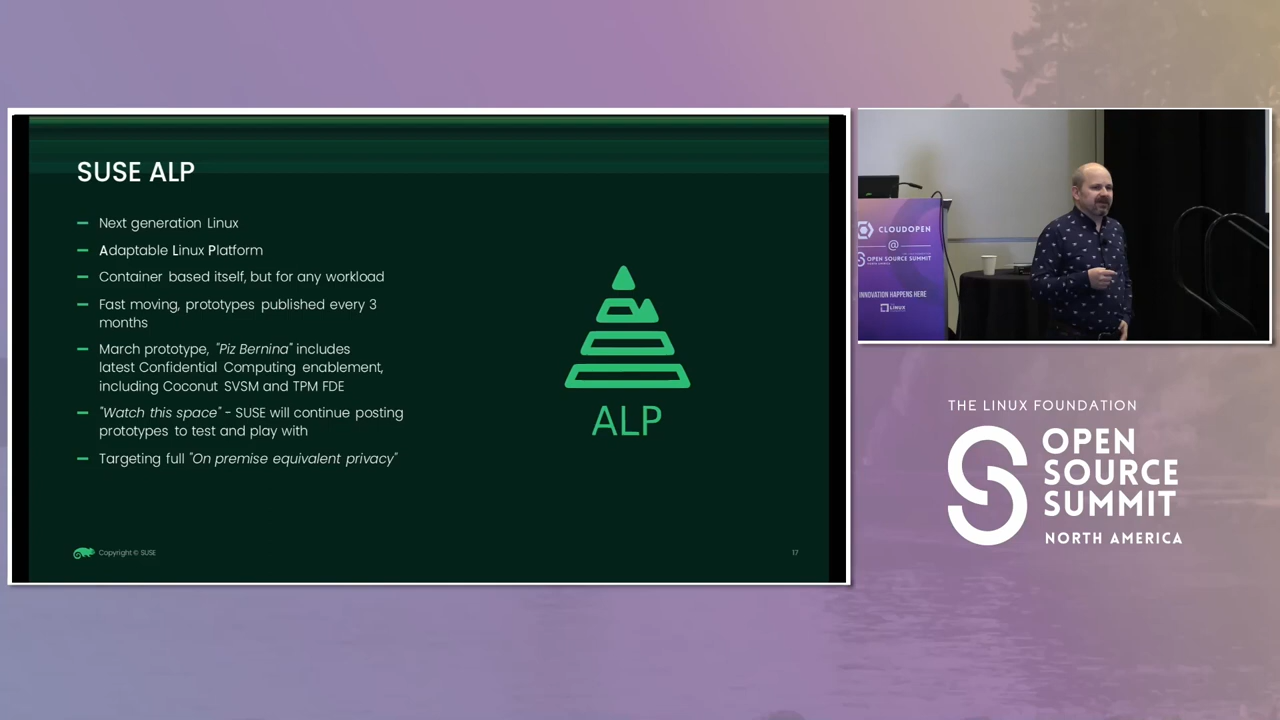 SUSE ALP
Next generation Linux
Adaptable Linux Platform
Container based itself, but for any workload
Fast moving, prototypes published every 3
months
March prototype, "Piz Bernina" includes
latest Confidential Computing enablement,
including Coconut SVSM and TPM FDE
"Watch this space" - SUSE will continue posting
prototypes to test and play with
Targeting full "On premise equivalent privacy"
ALP
Copyright © SUSE
17
CLOUDOPEN
@
OPEN SOURCE SUMMIT
INNOVATION HAPPENS HERE
LINUX
THE LINUX FOUNDATION
OPEN
SOURCE
SUMMIT
NORTH AMERICA